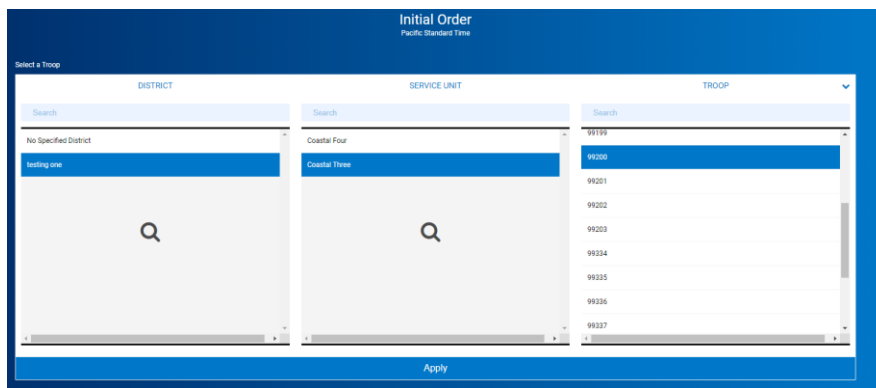 Initial Order
Pacific Standard Time
Select a Troop
DISTRICT
SERVICE UNIT
TROOP
Search
Search
Search
No Specified District
testing one
Coastal Four
Coastal Three
99199
99200
99201
99202
99203
99334
99335
99336
99337
Apply